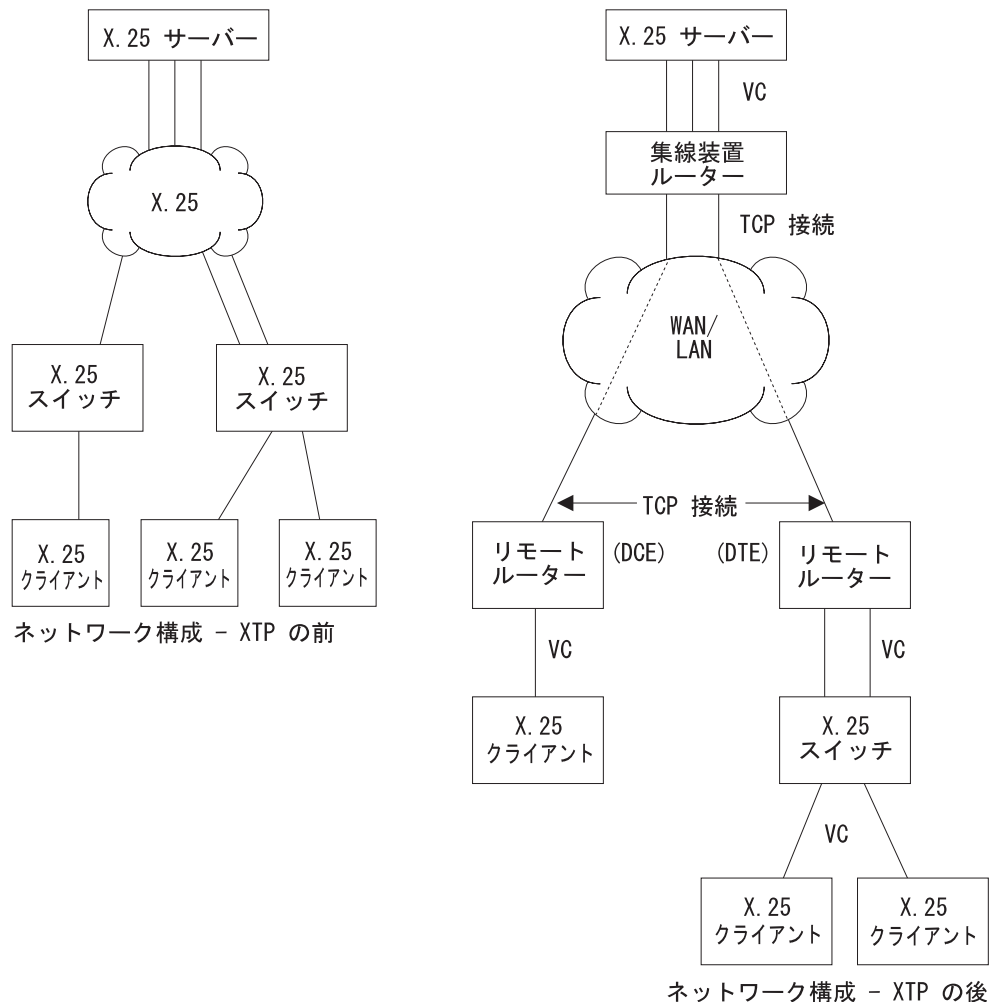 X.25 サーバー
X.25
X.25
スイッチ
X.25
スイッチ
X.25
クライアント
X.25
クライアント
X.25
クライアント
ネットワーク構成 - XTP の前
X.25 サーバー
VC
集線装置
ルーター
TCP 接続
WAN/
LAN
TCP 接続
リモート
ルーター
(DCE)
(DTE)
リモート
ルーター
VC
VC
X.25
クライアント
X.25
スイッチ
VC
X.25
クライアント
X.25
クライアント
ネットワーク構成 - XTP の後